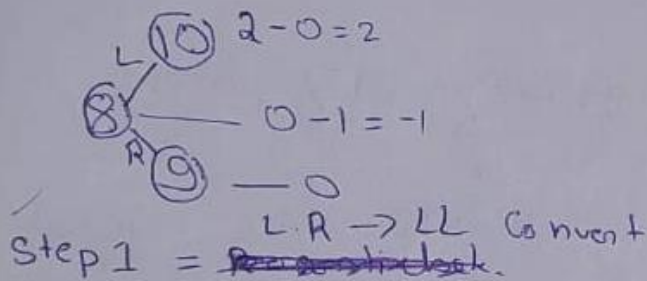 L 10 2-0=2
8 0-1=-1
R 9 — 0
L.R → LL Convert
Step 1 =